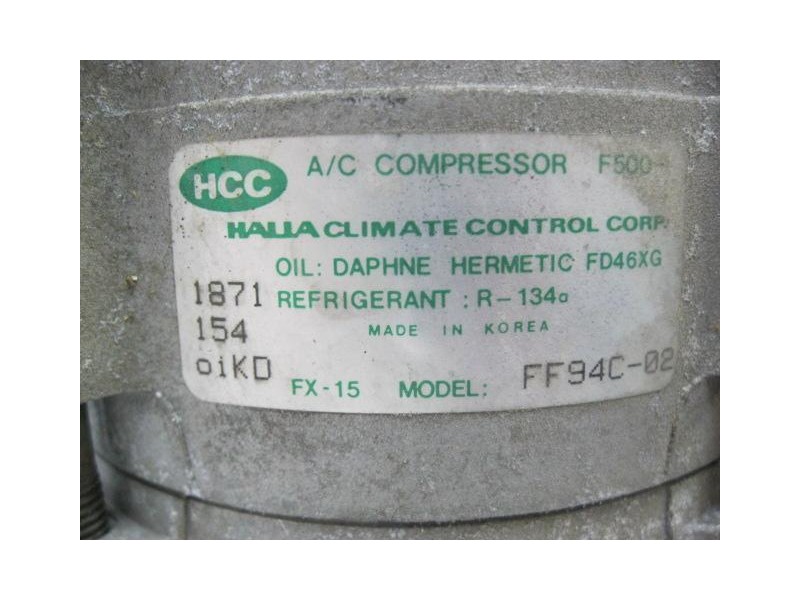 HCC
A/C COMPRESSOR F500
HALLA CLIMATE CONTROL CORP.
OIL: DAPHNE HERMETIC FD46XG
1871 REFRIGERANT : R-134a
154 MADE IN KOREA
oiKD
FX-15 MODEL: FF94C-02